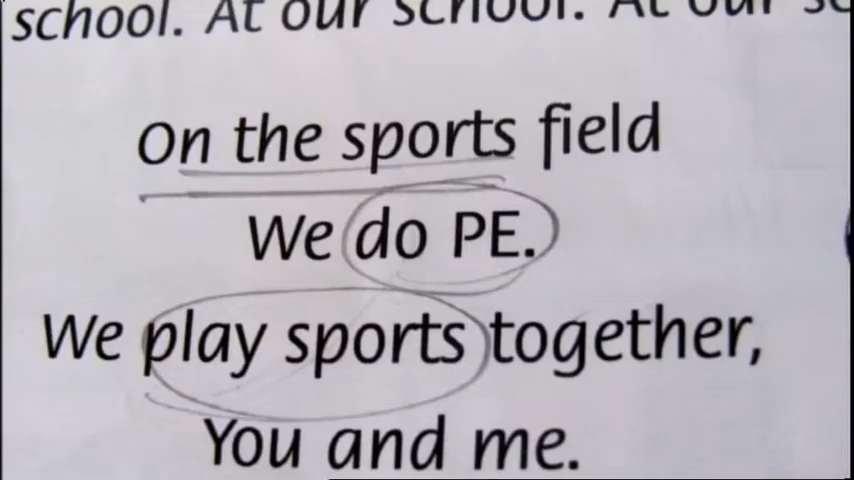 school. At our school. At our
On the sports field
We do PE.
We play sports together,
You and me.